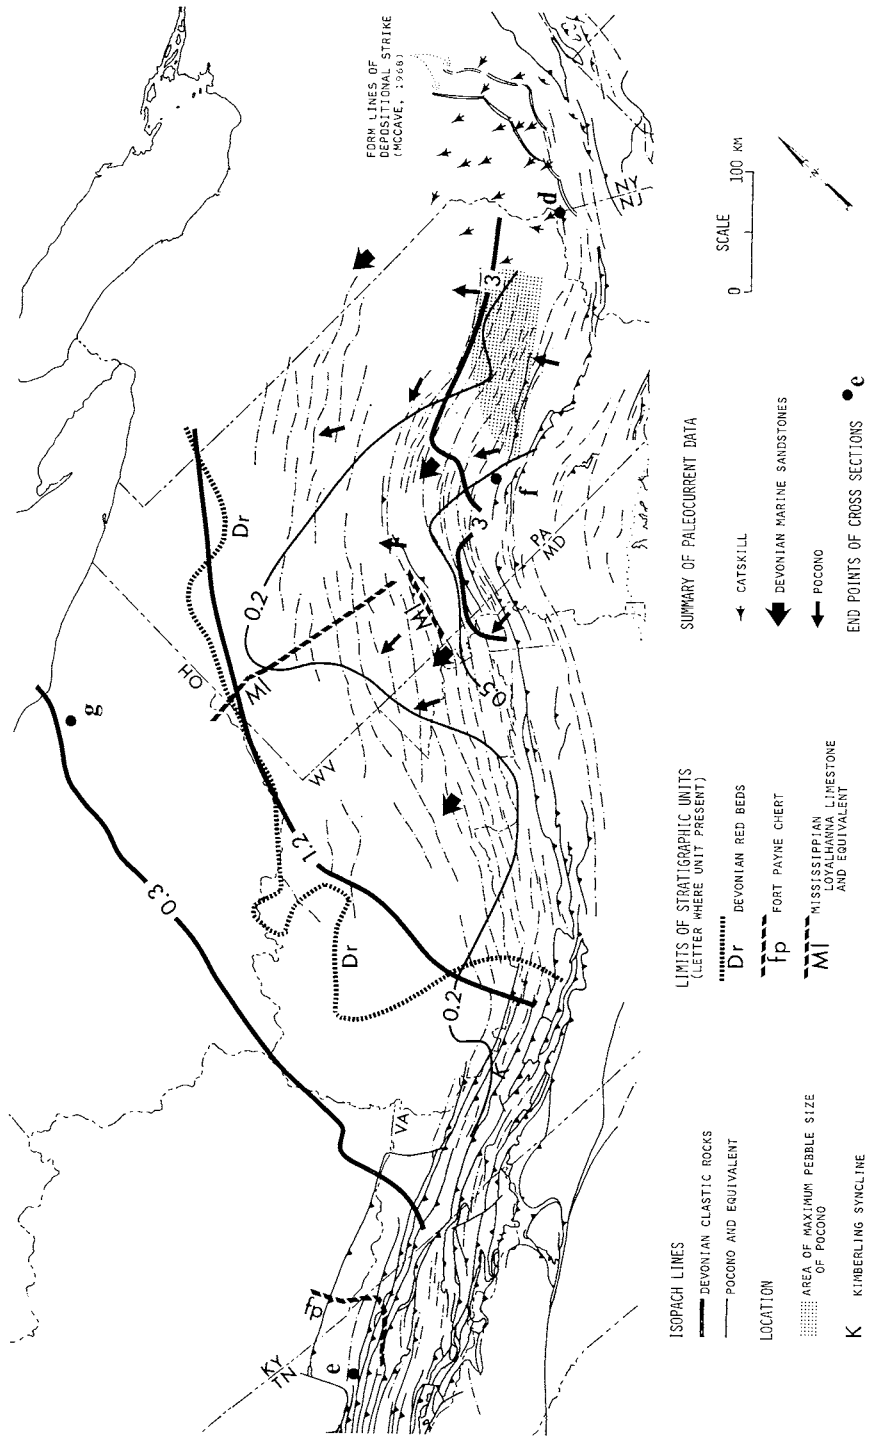 FORM LINES OF
DEPOSITIONAL STRIKE
(MCCAVE, 1968)
NY
NJ
d
3
3
f
PA
MD
Dr
0.2
Ml
Ml
OH
0.5
g
WV
1.2
0.3
Dr
0.2
K
VA
fp
KY
TN
e
SCALE
0 100 KM
ISOPACH LINES
DEVONIAN CLASTIC ROCKS
POCONO AND EQUIVALENT
LOCATION
AREA OF MAXIMUM PEBBLE SIZE
OF POCONO
K KIMBERLING SYNCLINE
LIMITS OF STRATIGRAPHIC UNITS
(LETTER WHERE UNIT PRESENT)
Dr DEVONIAN RED BEDS
fp FORT PAYNE CHERT
Ml MISSISSIPPIAN
LOYALHANNA LIMESTONE
AND EQUIVALENT
SUMMARY OF PALEOCURRENT DATA
CATSKILL
DEVONIAN MARINE SANDSTONES
POCONO
END POINTS OF CROSS SECTIONS e